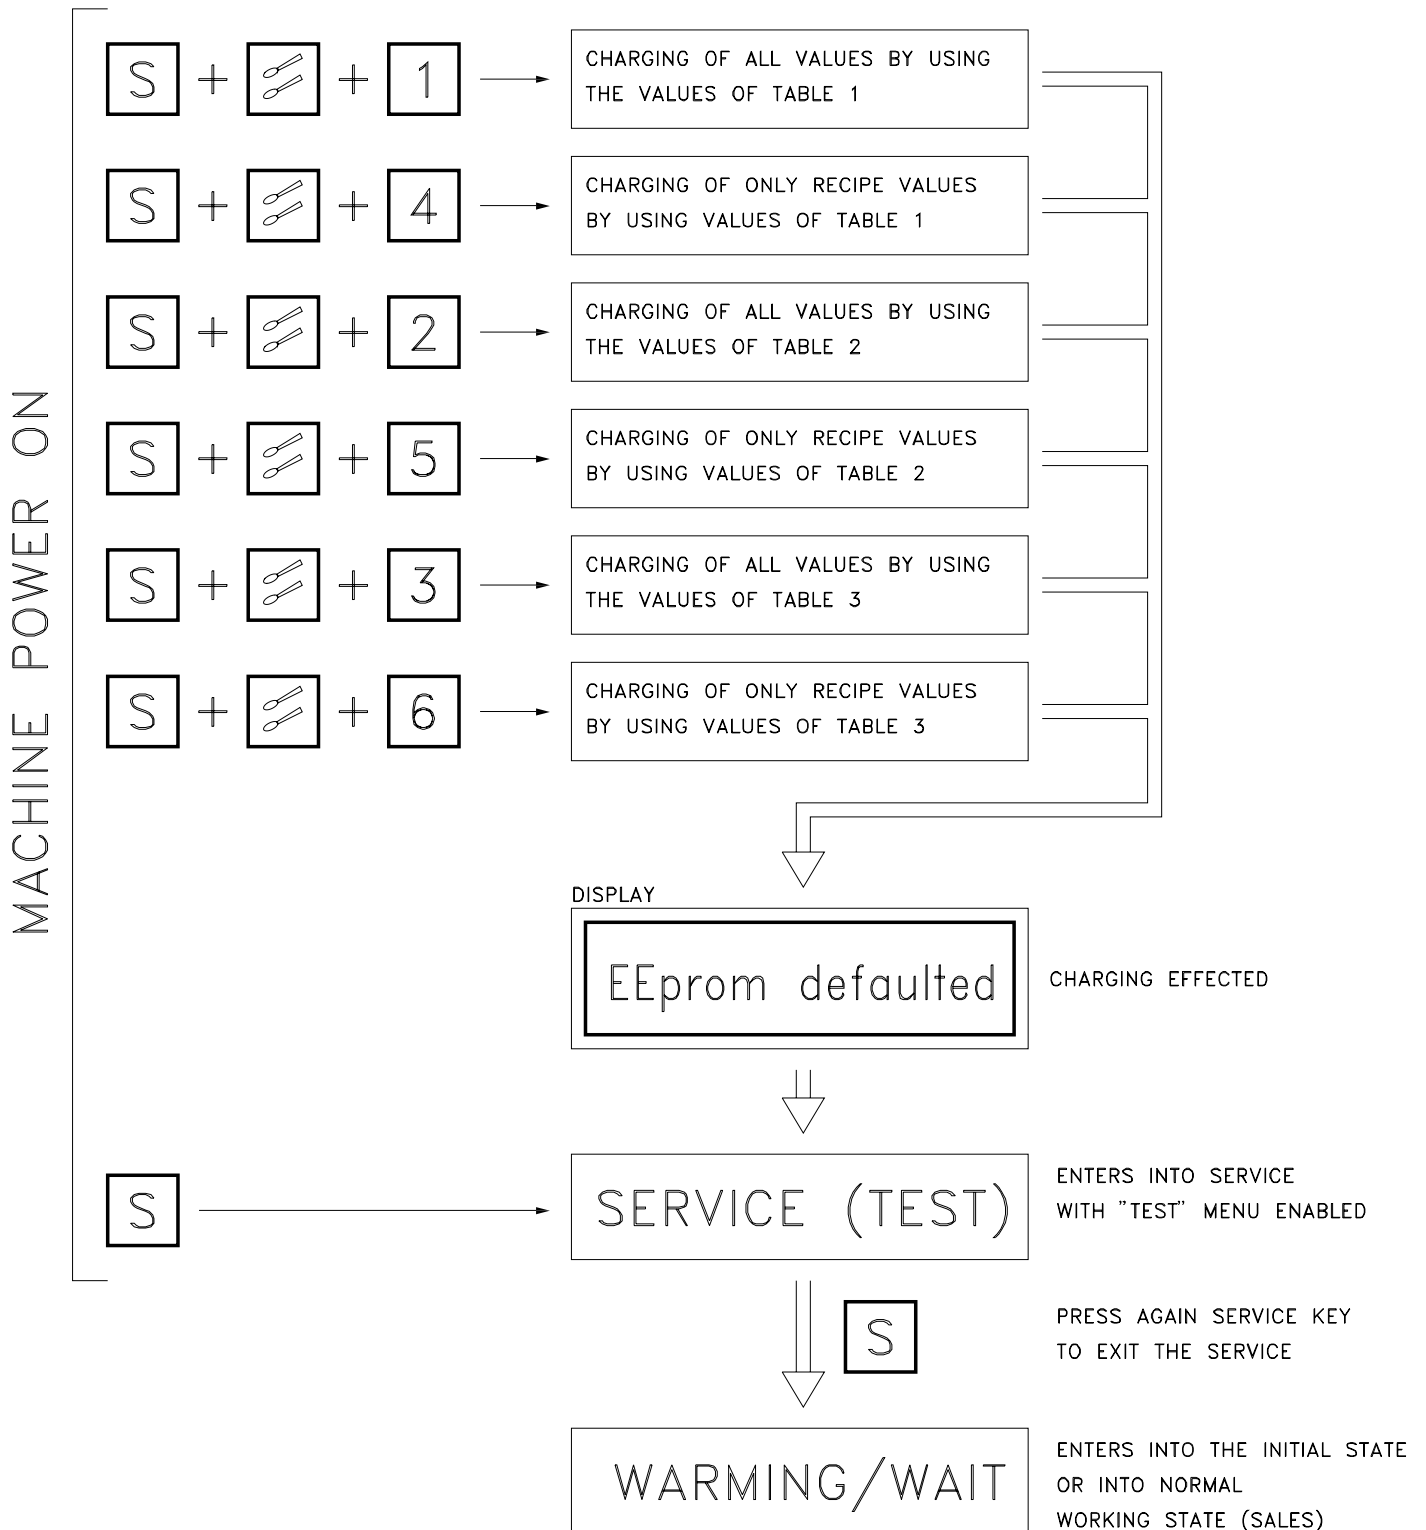 MACHINE POWER ON
S + + 1
CHARGING OF ALL VALUES BY USING
THE VALUES OF TABLE 1
S + + 4
CHARGING OF ONLY RECIPE VALUES
BY USING VALUES OF TABLE 1
S + + 2
CHARGING OF ALL VALUES BY USING
THE VALUES OF TABLE 2
S + + 5
CHARGING OF ONLY RECIPE VALUES
BY USING VALUES OF TABLE 2
S + + 3
CHARGING OF ALL VALUES BY USING
THE VALUES OF TABLE 3
S + + 6
CHARGING OF ONLY RECIPE VALUES
BY USING VALUES OF TABLE 3
DISPLAY
EEprom defaulted
CHARGING EFFECTED
S
SERVICE (TEST)
ENTERS INTO SERVICE
WITH "TEST" MENU ENABLED
S
PRESS AGAIN SERVICE KEY
TO EXIT THE SERVICE
WARMING/WAIT
ENTERS INTO THE INITIAL STATE
OR INTO NORMAL
WORKING STATE (SALES)